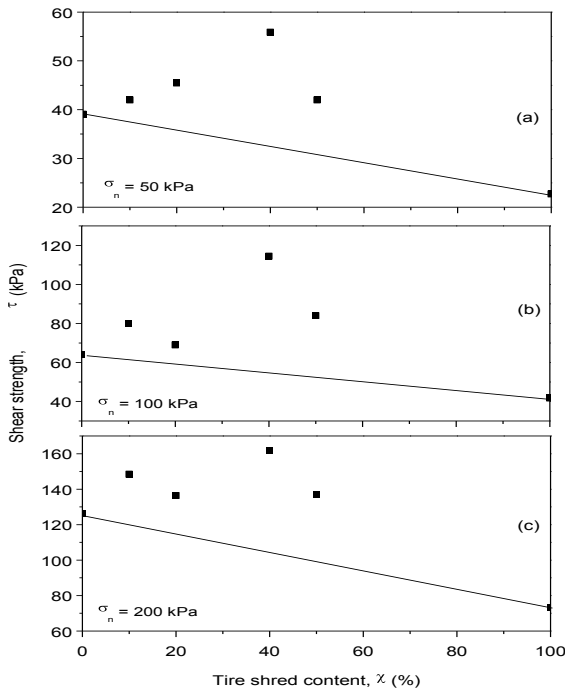 60
50
40
30
20
(a)
σn = 50 kPa
120
100
80
60
40
(b)
σn = 100 kPa
160
140
120
100
80
60
(c)
σn = 200 kPa
0 20 40 60 80 100
Tire shred content, χ (%)
Shear strength, τ (kPa)